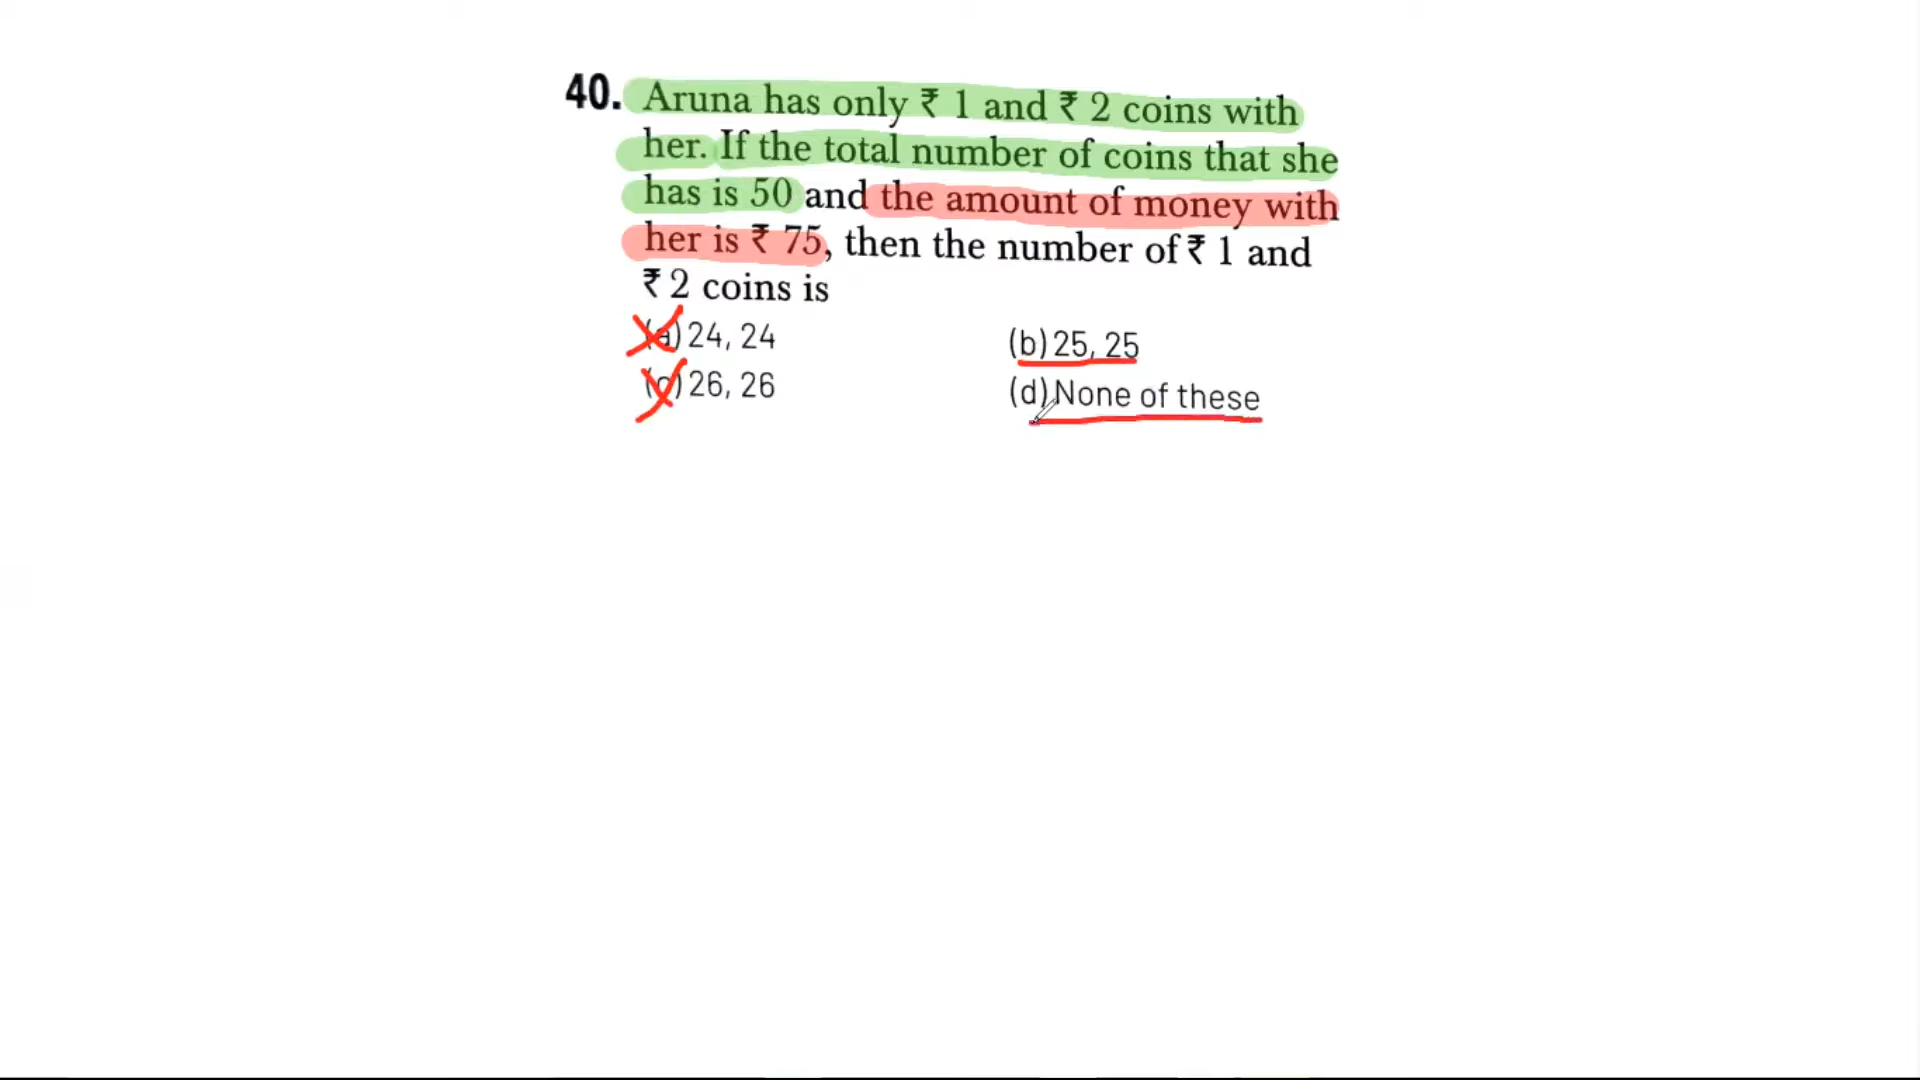 40. Aruna has only ₹ 1 and ₹ 2 coins with
her. If the total number of coins that she
has is 50 and the amount of money with
her is ₹ 75, then the number of ₹ 1 and
₹ 2 coins is
(a) 24, 24 (b) 25, 25
(c) 26, 26 (d) None of these